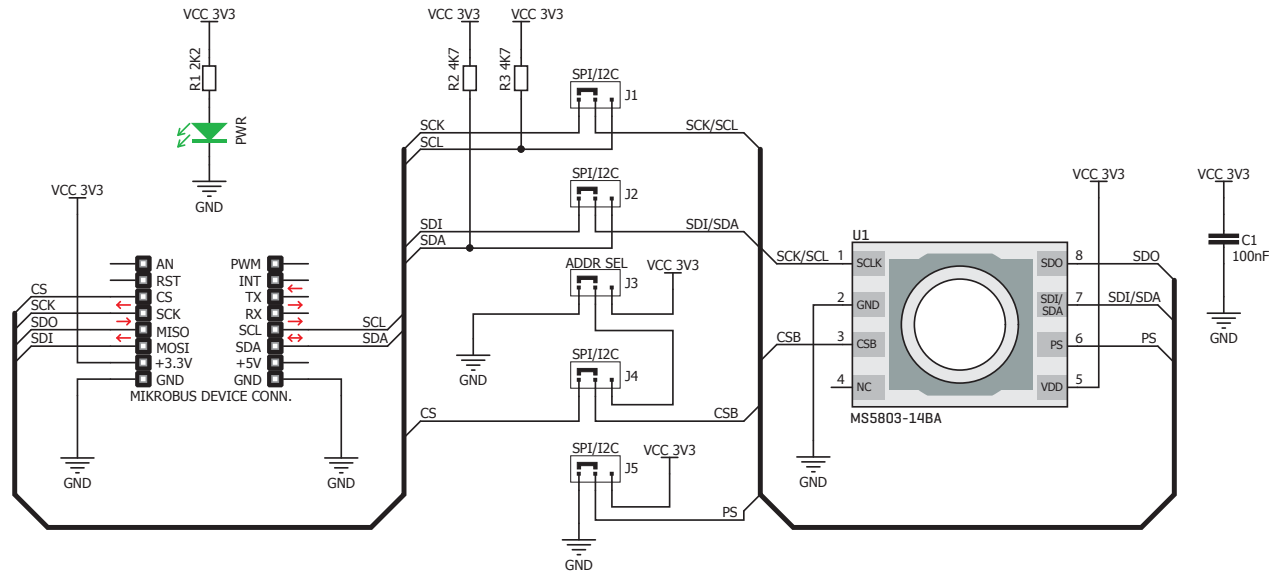 VCC 3V3
VCC 3V3
VCC 3V3
R1 2K2
R2 4K7
R3 4K7
SPI/I2C
J1
PWR
SCK
SCK/SCL
SCL
GND
VCC 3V3
SPI/I2C
J2
VCC 3V3
VCC 3V3
SDI
SDI/SDA
SDA
C1
100nF
U1
AN
PWM
ADDR SEL
VCC 3V3
SCK/SCL
1
SCLK
SDO
8
SDO
RST
INT
CS
CS
TX
J3
2
GND
SDI/
SDA
7
SDI/SDA
SCK
SCK
RX
SDO
MISO
SCL
SCL
GND
SDI
MOSI
SDA
SDA
CSB
3
CSB
PS
6
PS
+3.3V
+5V
SPI/I2C
GND
GND
GND
J4
4
NC
VDD
5
MIKROBUS DEVICE CONN.
CS
CSB
MS5803-14BA
SPI/I2C
VCC 3V3
J5
GND
GND
GND
PS
GND